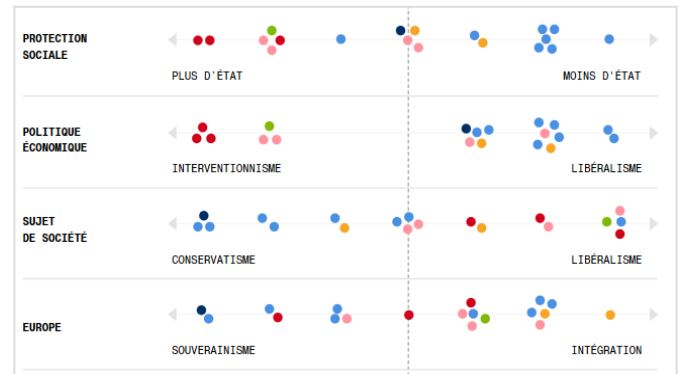 PROTECTION
SOCIALE
PLUS D'ÉTAT
MOINS D'ÉTAT
POLITIQUE
ÉCONOMIQUE
INTERVENTIONNISME
LIBÉRALISME
SUJET
DE SOCIÉTÉ
CONSERVATISME
LIBÉRALISME
EUROPE
SOUVERAINISME
INTÉGRATION